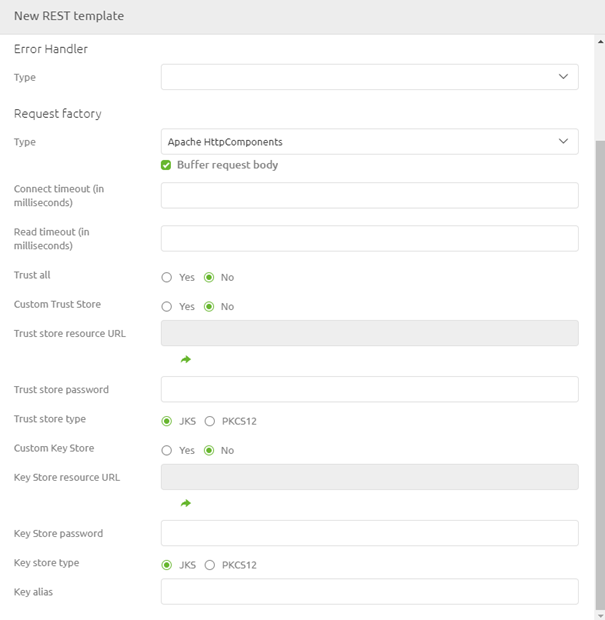 New REST template
Error Handler
Type
Request factory
Type
Apache HttpComponents
Buffer request body
Connect timeout (in
milliseconds)
Read timeout (in
milliseconds)
Trust all
Yes No
Custom Trust Store
Yes No
Trust store resource URL
Trust store password
Trust store type
JKS PKCS12
Custom Key Store
Yes No
Key Store resource URL
Key Store password
Key store type
JKS PKCS12
Key alias